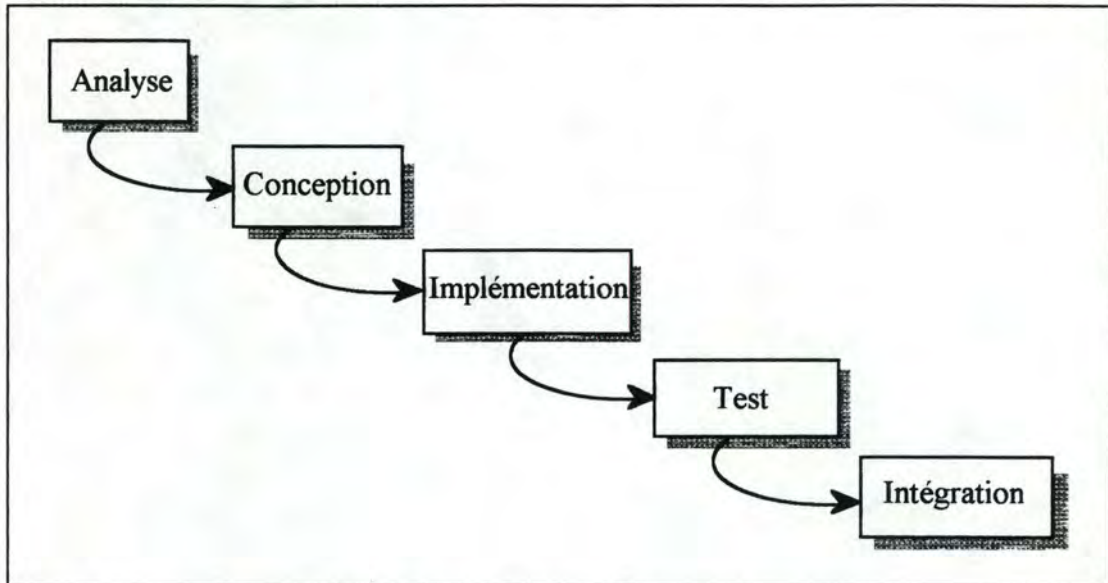 Analyse
Conception
Implémentation
Test
Intégration